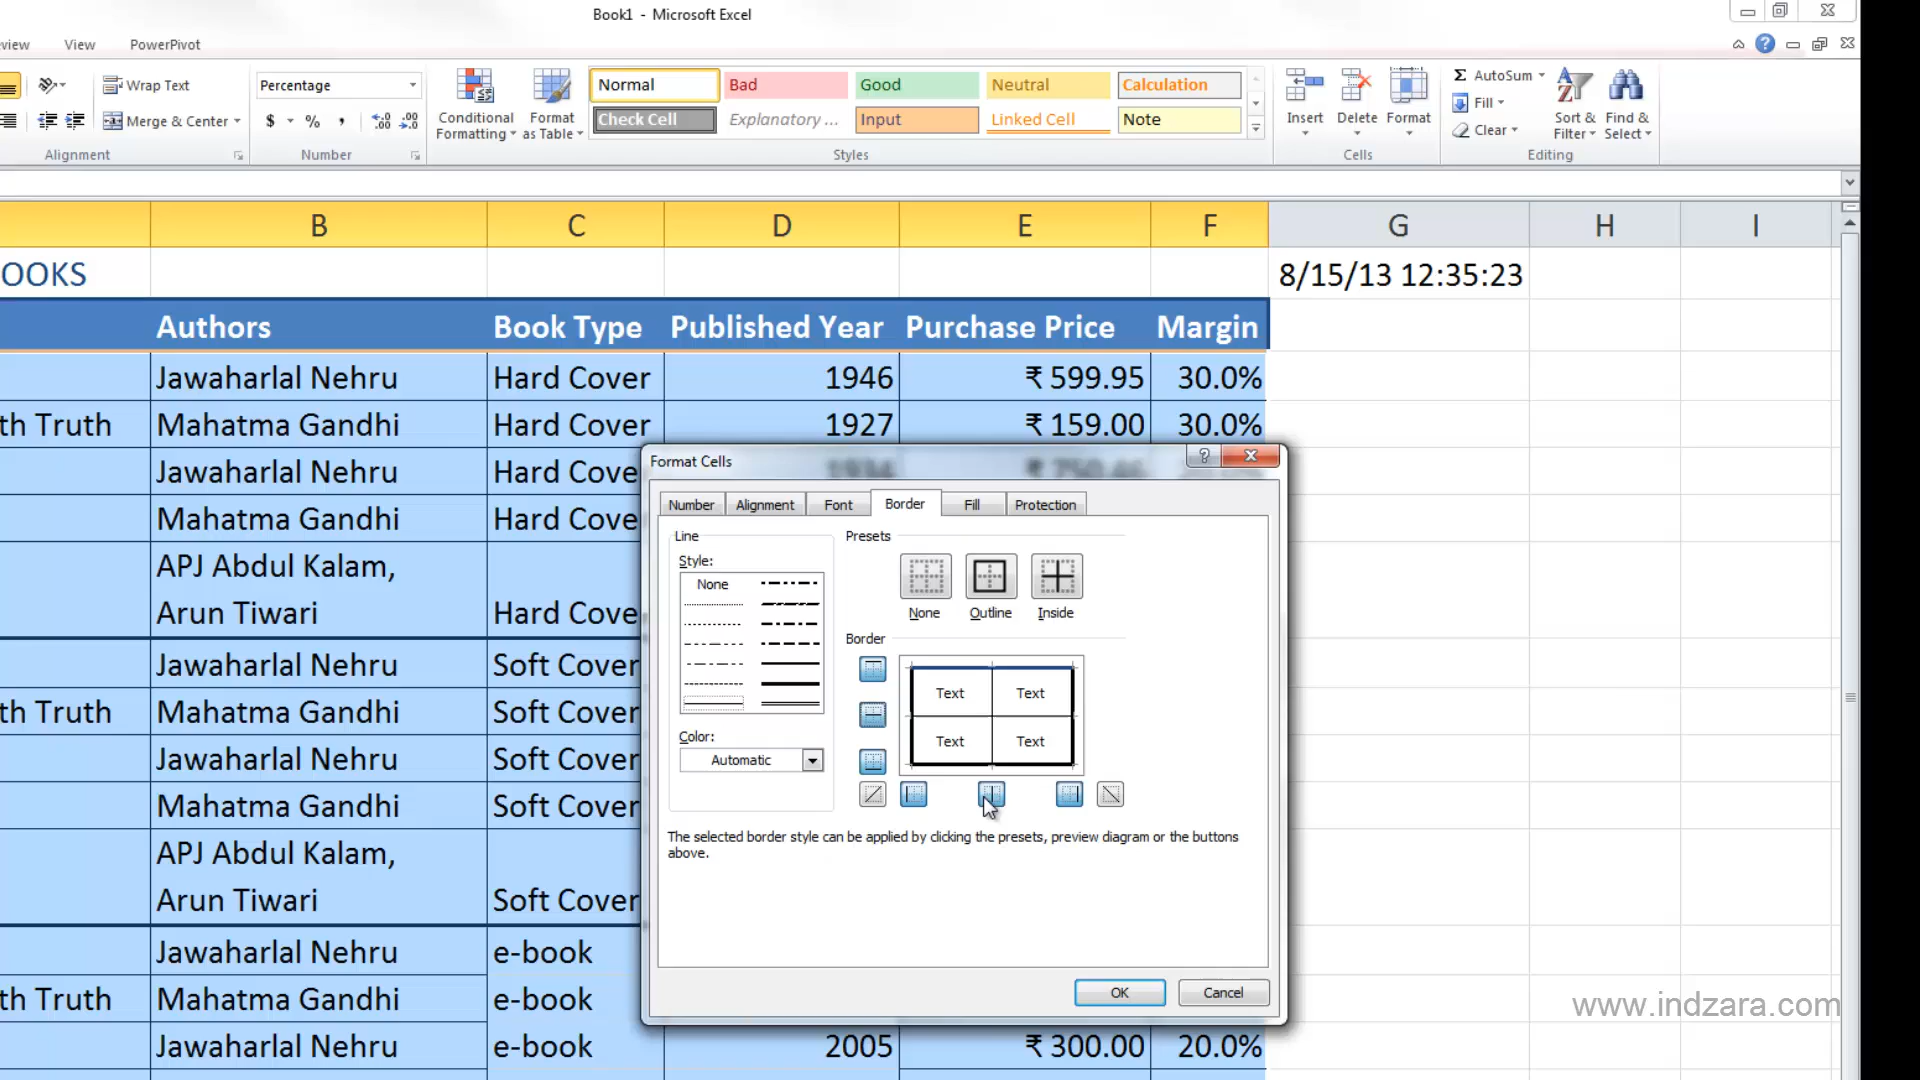 Book1 - Microsoft Excel
view View PowerPivot
Wrap Text
Merge & Center
Alignment
Percentage
$ % ,
Number
Conditional Formatting
Format as Table
Normal Bad Good Neutral Calculation
Check Cell Explanatory ... Input Linked Cell Note
Styles
Insert Delete Format
Cells
Σ AutoSum
Fill
Clear
Sort & Filter
Find & Select
Editing
B C D E F G H I
OOKS 8/15/13 12:35:23
Authors Book Type Published Year Purchase Price Margin
Jawaharlal Nehru Hard Cover 1946 ₹ 599.95 30.0%
th Truth Mahatma Gandhi Hard Cover 1927 ₹ 159.00 30.0%
Jawaharlal Nehru Hard Cove
Mahatma Gandhi Hard Cove
APJ Abdul Kalam,
Arun Tiwari Hard Cove
Jawaharlal Nehru Soft Cover
th Truth Mahatma Gandhi Soft Cover
Jawaharlal Nehru Soft Cover
Mahatma Gandhi Soft Cover
APJ Abdul Kalam,
Arun Tiwari Soft Cover
Jawaharlal Nehru e-book
th Truth Mahatma Gandhi e-book
Jawaharlal Nehru e-book 2005 ₹ 300.00 20.0%
Format Cells
Number Alignment Font Border Fill Protection
Line
Style:
None
Color:
Automatic
Presets
None Outline Inside
Border
Text Text
Text Text
The selected border style can be applied by clicking the presets, preview diagram or the buttons
above.
OK Cancel
www.indzara.com